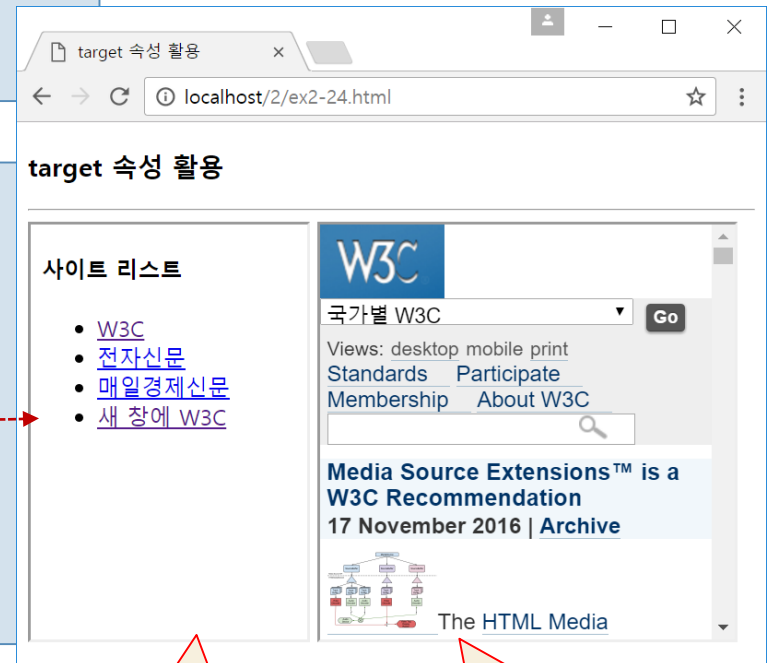 target 속성 활용
localhost/2/ex2-24.html
target 속성 활용
사이트 리스트
W3C
전자신문
매일경제신문
새 창에 W3C
W3C
국가별 W3C
Go
Views: desktop mobile print
Standards Participate
Membership About W3C
Media Source Extensions™ is a
W3C Recommendation
17 November 2016 | Archive
The HTML Media